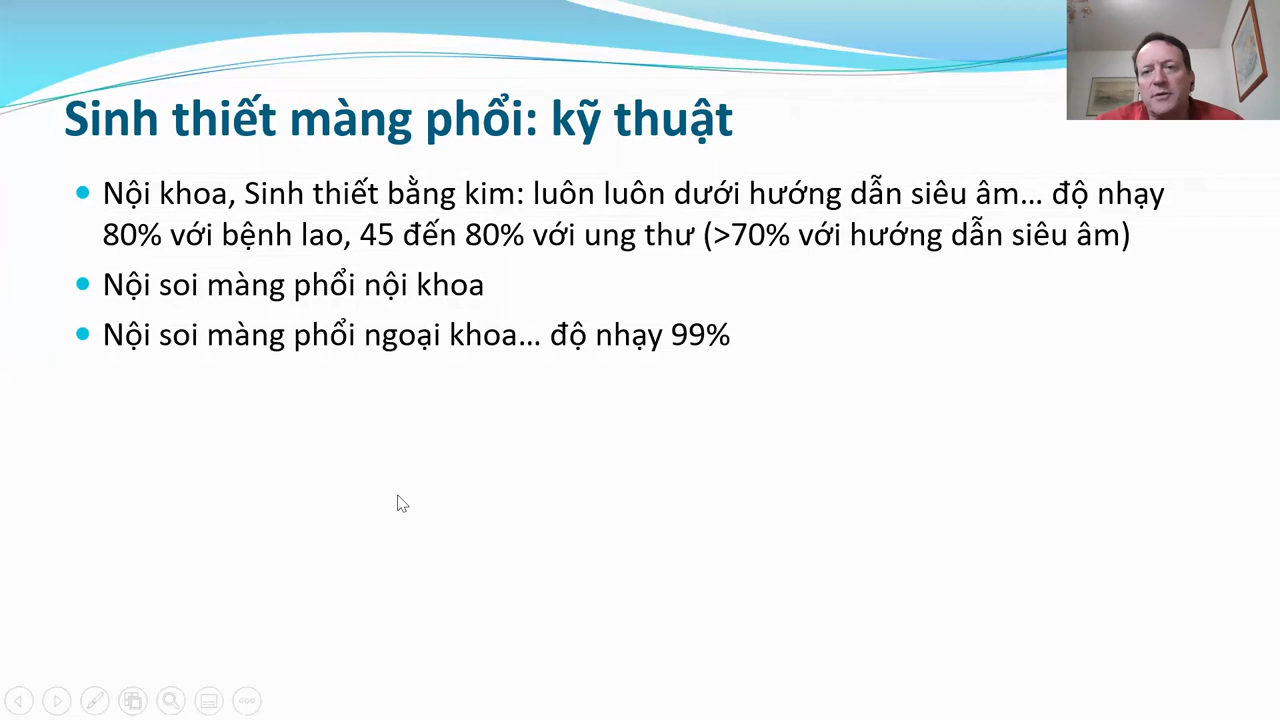 Sinh thiết màng phổi: kỹ thuật
Nội khoa, Sinh thiết bằng kim: luôn luôn dưới hướng dẫn siêu âm... độ nhạy
80% với bệnh lao, 45 đến 80% với ung thư (>70% với hướng dẫn siêu âm)
Nội soi màng phổi nội khoa
Nội soi màng phổi ngoại khoa... độ nhạy 99%